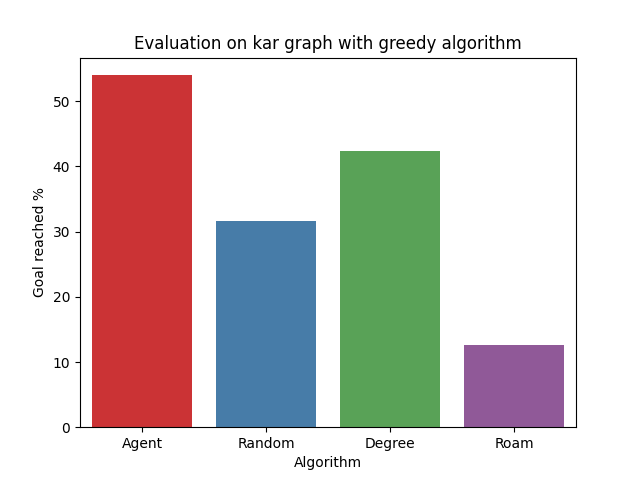 Evaluation on kar graph with greedy algorithm
Goal reached %
50
40
30
20
10
0
Agent
Random
Degree
Roam
Algorithm